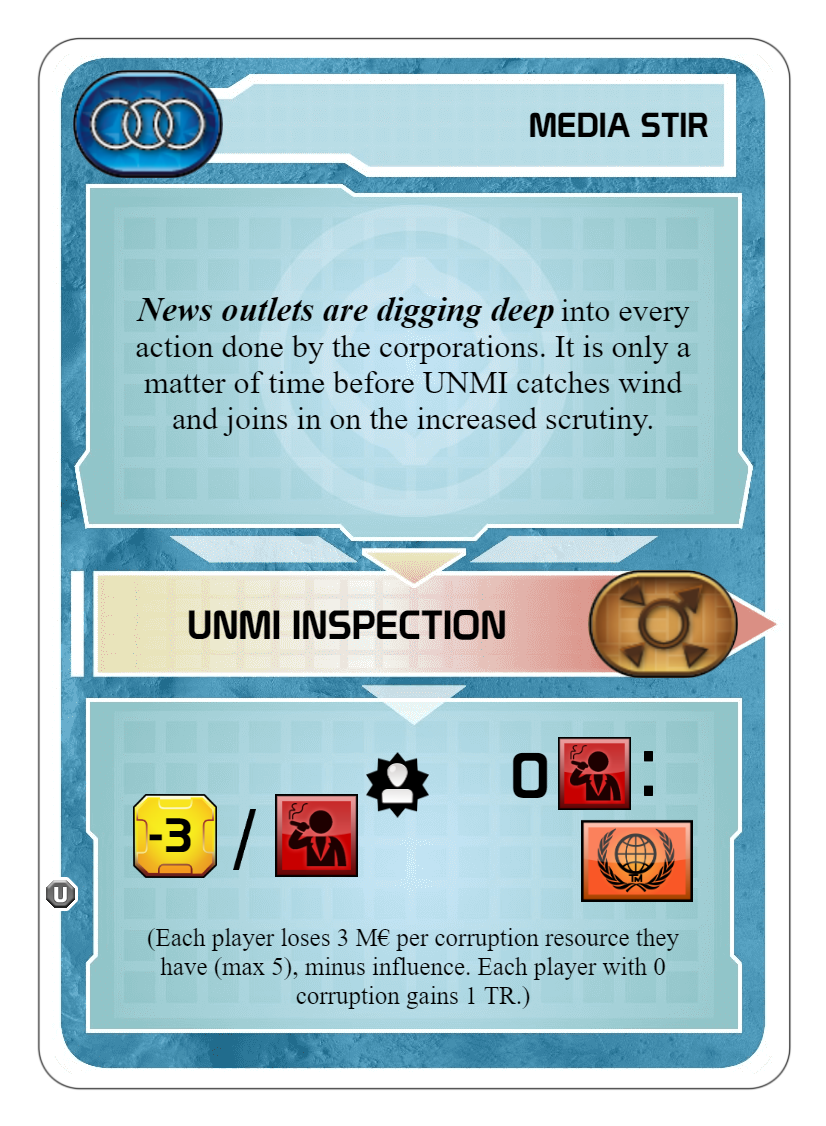 MEDIA STIR
News outlets are digging deep into every
action done by the corporations. It is only a
matter of time before UNMI catches wind
and joins in on the increased scrutiny.
UNMI INSPECTION
0 :
-3 /
TM
U
(Each player loses 3 M€ per corruption resource they
have (max 5), minus influence. Each player with 0
corruption gains 1 TR.)